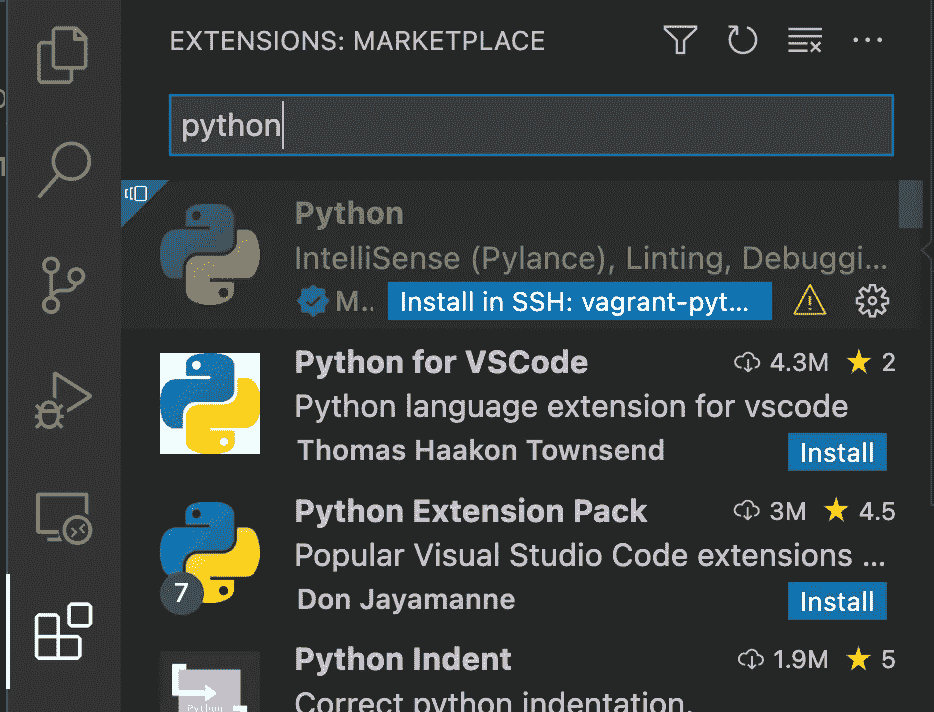 EXTENSIONS: MARKETPLACE
python
Python
IntelliSense (Pylance), Linting, Debuggi...
M.. Install in SSH: vagrant-pyt...
Python for VSCode 4.3M 2
Python language extension for vscode
Thomas Haakon Townsend Install
Python Extension Pack 3M 4.5
Popular Visual Studio Code extensions ...
7 Don Jayamanne Install
Python Indent 1.9M 5
Python Correct python indentation.